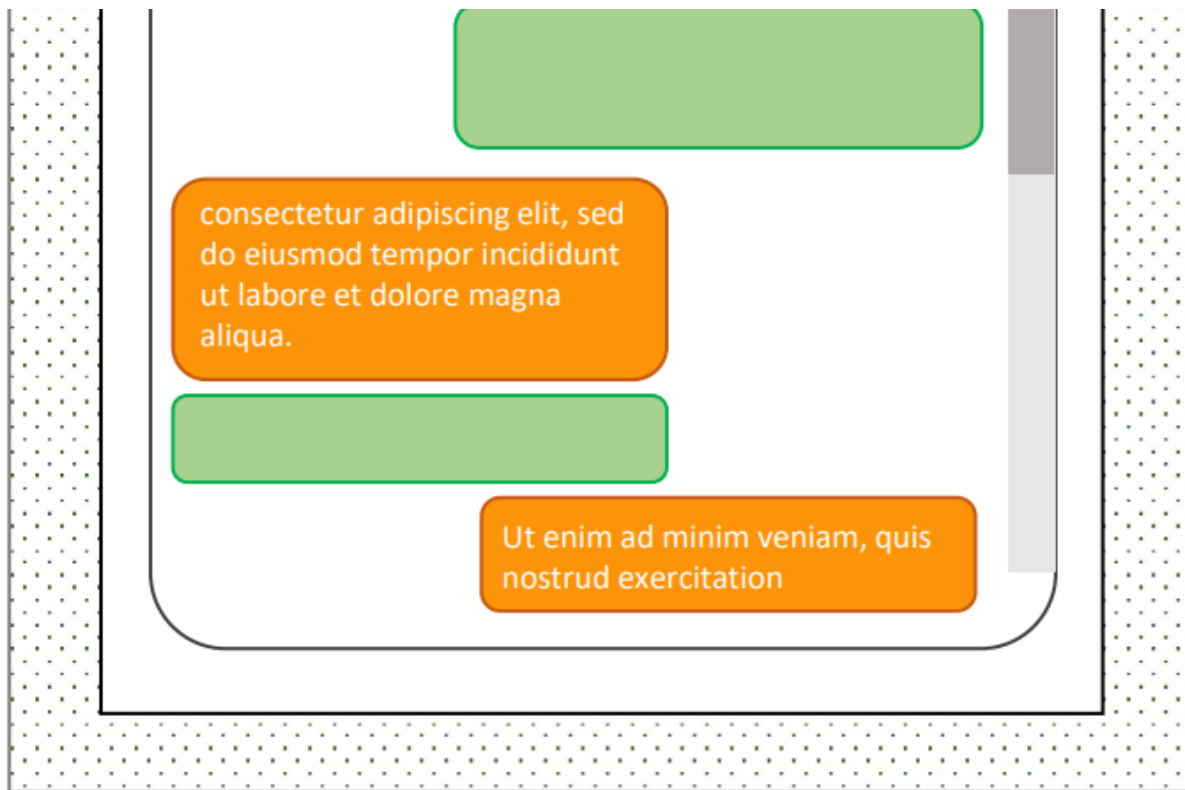 consectetur adipiscing elit, sed
do eiusmod tempor incididunt
ut labore et dolore magna
aliqua.
Ut enim ad minim veniam, quis
nostrud exercitation